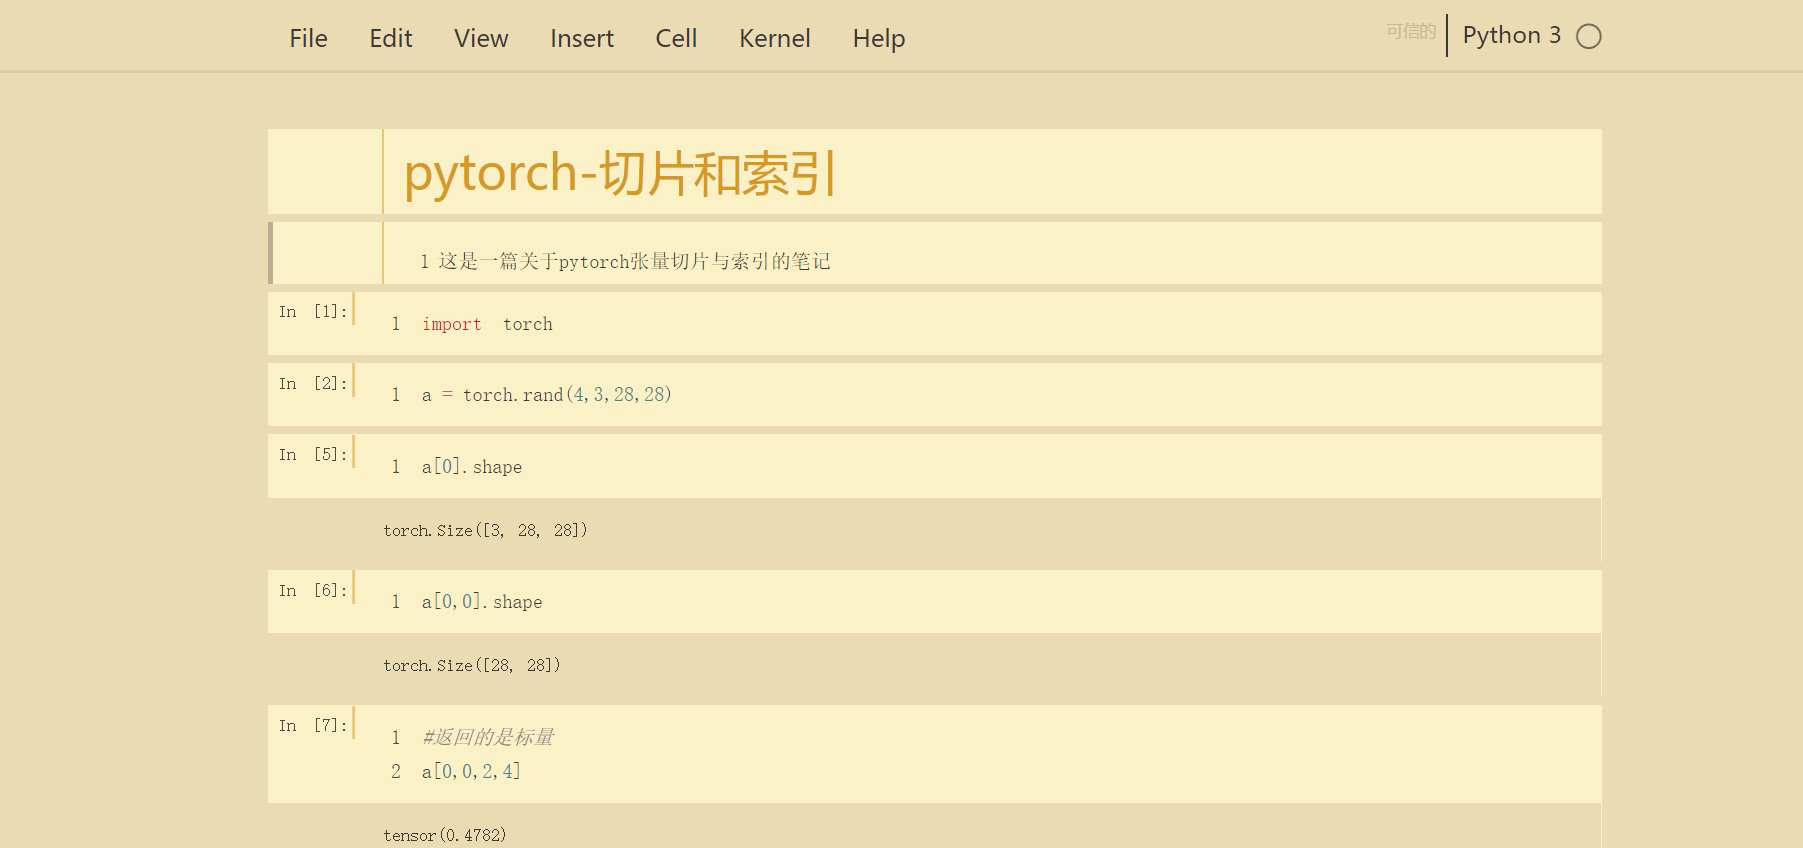 File Edit View Insert Cell Kernel Help 可信的 Python 3
pytorch-切片和索引
1 这是一篇关于pytorch张量切片与索引的笔记
In [1]: 1 import torch
In [2]: 1 a = torch.rand(4,3,28,28)
In [5]: 1 a[0].shape
torch.Size([3, 28, 28])
In [6]: 1 a[0,0].shape
torch.Size([28, 28])
In [7]: 1 #返回的是标量
2 a[0,0,2,4]
tensor(0.4782)